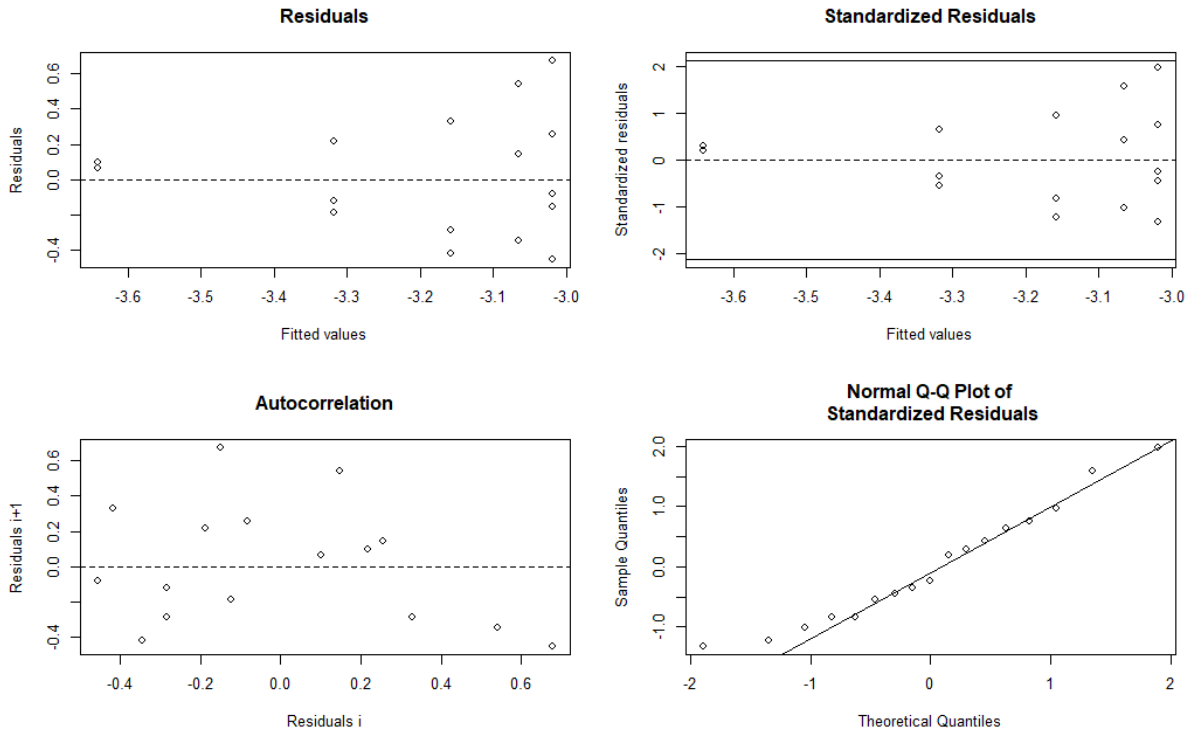 Residuals
Residuals
0.6
0.4
0.2
0.0
-0.4
-3.6 -3.5 -3.4 -3.3 -3.2 -3.1 -3.0
Fitted values
Standardized Residuals
Standardized residuals
2
1
0
-1
-2
-3.6 -3.5 -3.4 -3.3 -3.2 -3.1 -3.0
Fitted values
Autocorrelation
Residuals i+1
0.6
0.4
0.2
0.0
-0.4
-0.4 -0.2 0.0 0.2 0.4 0.6
Residuals i
Normal Q-Q Plot of
Standardized Residuals
Sample Quantiles
2.0
1.0
0.0
-1.0
-2 -1 0 1 2
Theoretical Quantiles